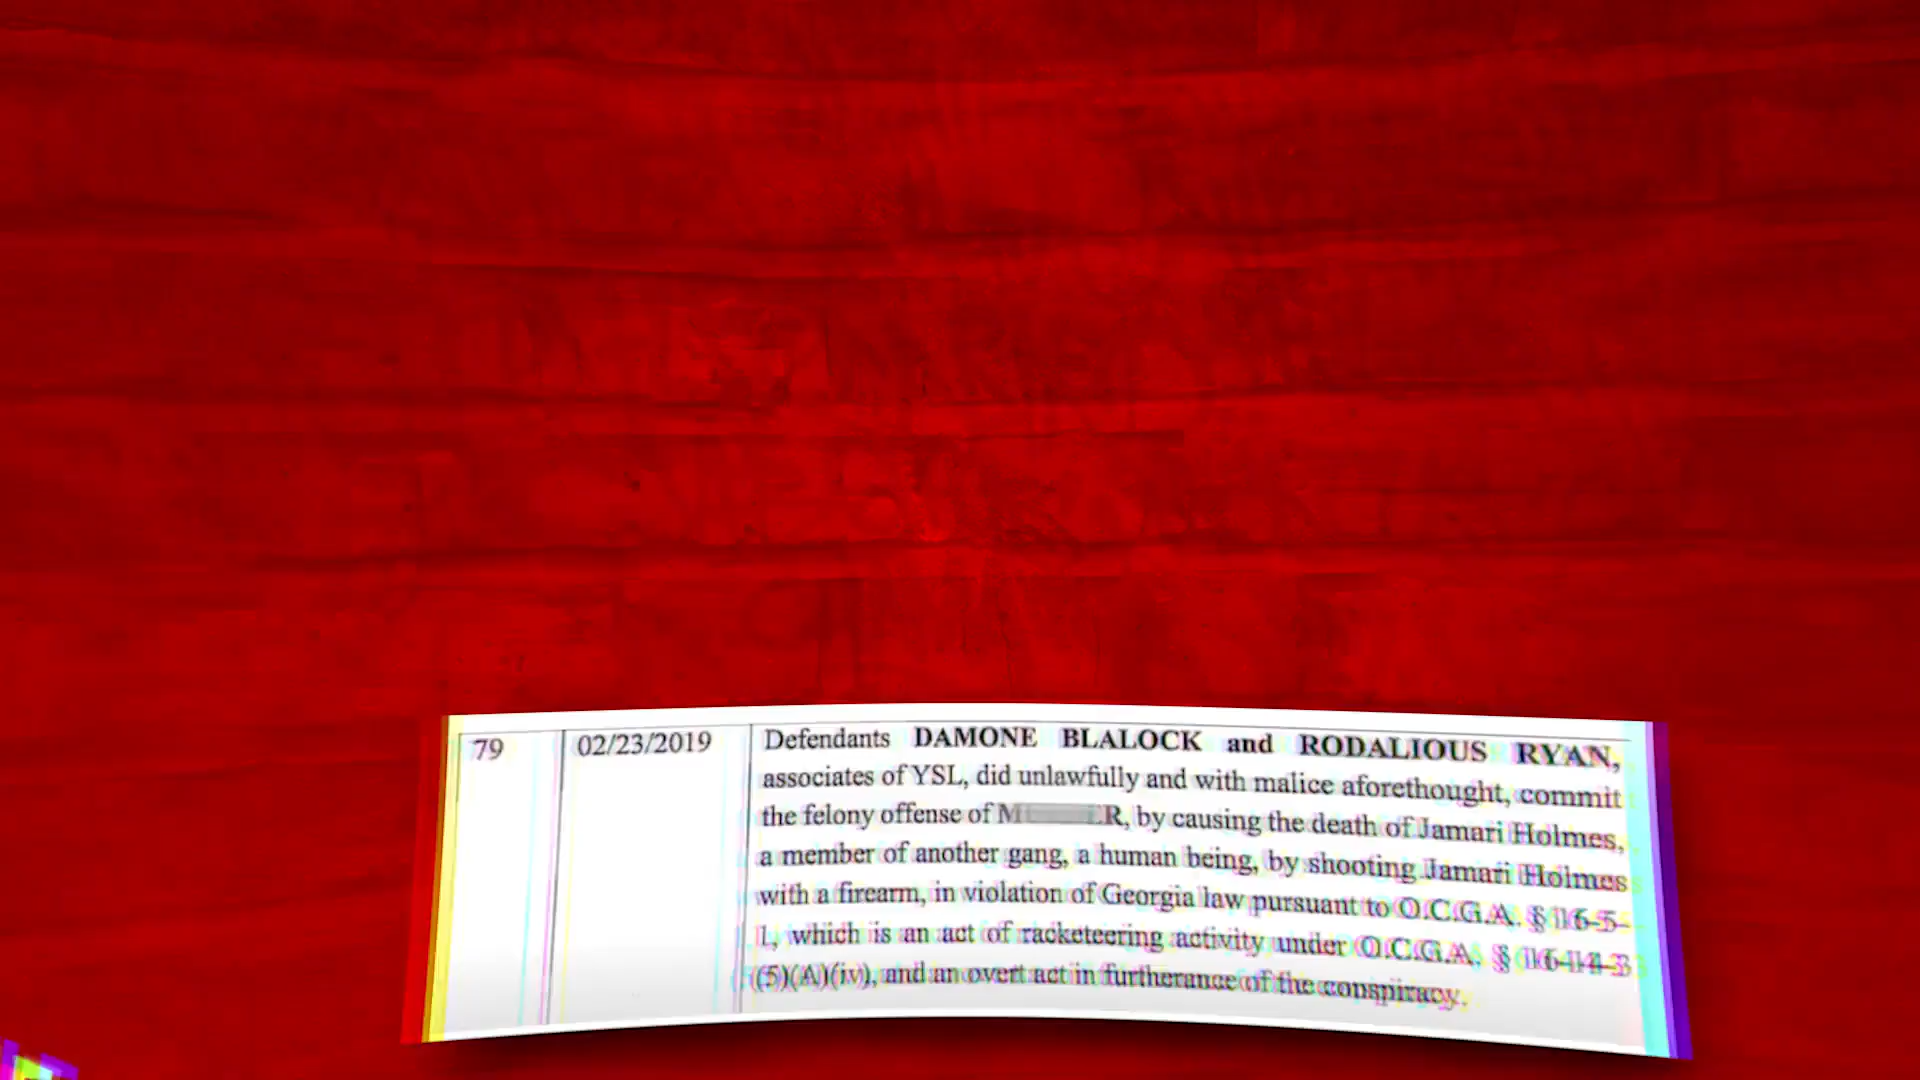 79 02/23/2019 Defendants DAMONE BLALOCK and RODALIOUS RYAN,
associates of YSL, did unlawfully and with malice aforethought, commit
the felony offense of M R, by causing the death of Jamari Holmes,
a member of another gang, a human being, by shooting Jamari Holmes
with a firearm, in violation of Georgia law pursuant to O.C.G.A. § 16-5-
1, which is an act of racketeering activity under O.C.G.A. § 16-14-3
(5)(A)(iv), and an overt act in furtherance of the conspiracy.